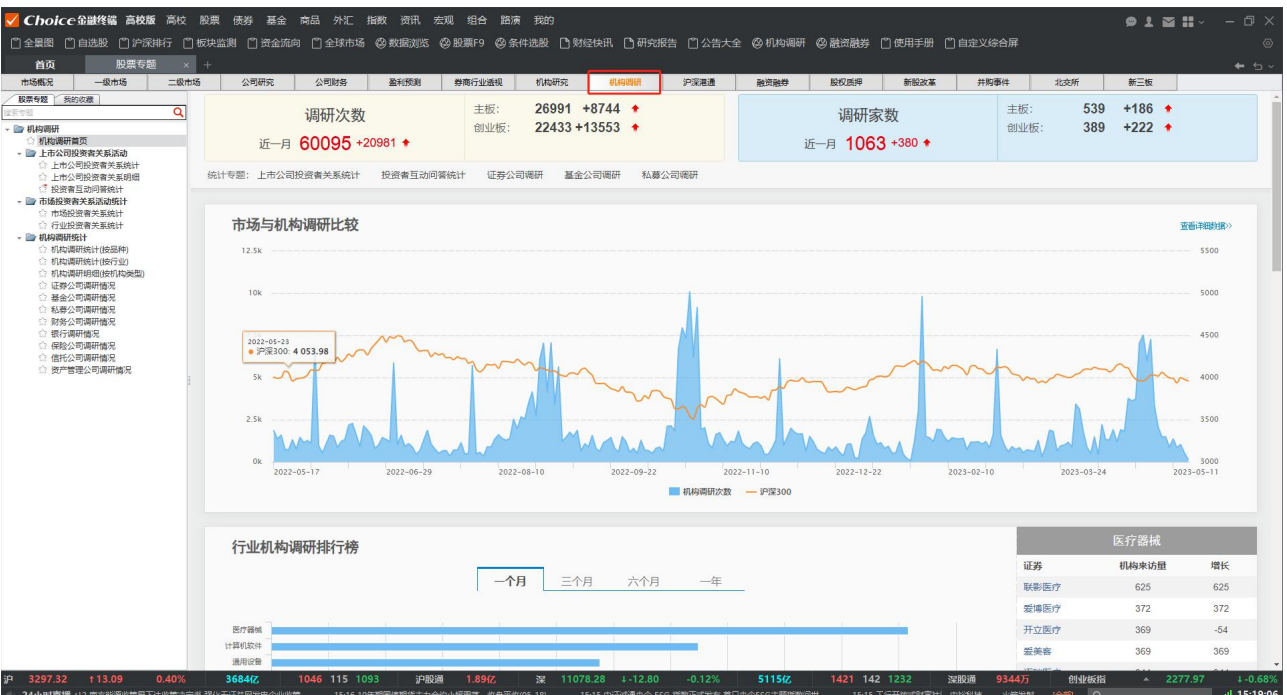 Choice金融终端 高校版 高校 股票 债券 基金 商品 外汇 指数 资讯 宏观 组合 路演 我的
全景图 自选股 沪深排行 板块监测 资金流向 全球市场 数据浏览 股票F9 条件选股 财经快讯 研究报告 公告大全 机构调研 融资融券 使用手册 自定义综合屏
首页 股票专题 × +
市场概况 一级市场 二级市场 公司研究 公司财务 盈利预测 券商行业透视 机构研究 机构调研 沪深港通 融资融券 股权质押 新股改革 并购事件 北交所 新三板
股票专题 我的收藏
搜索专题
机构调研
机构调研首页
上市公司投资者关系活动
上市公司投资者关系统计
上市公司投资者关系明细
投资者互动问答统计
市场投资者关系活动统计
市场投资者关系统计
行业投资者关系统计
机构调研统计
机构调研统计(按品种)
机构调研统计(按行业)
机构调研明细(按机构类型)
证券公司调研情况
基金公司调研情况
私募公司调研情况
财务公司调研情况
银行调研情况
保险公司调研情况
信托公司调研情况
资产管理公司调研情况
调研次数
近一月 60095 +20981
主板: 26991 +8744
创业板: 22433 +13553
调研家数
近一月 1063 +380
主板: 539 +186
创业板: 389 +222
统计专题: 上市公司投资者关系统计 投资者互动问答统计 证券公司调研 基金公司调研 私募公司调研
市场与机构调研比较
查看详细数据>>
12.5k
10k
5k
2.5k
0k
5500
5000
4500
4000
3500
3000
2022-05-23
沪深300: 4 053.98
2022-05-17 2022-06-29 2022-08-10 2022-09-22 2022-11-10 2022-12-22 2023-02-10 2023-03-24 2023-05-11
机构调研次数 沪深300
行业机构调研排行榜
一个月 三个月 六个月 一年
医疗器械
计算机软件
通用设备
医疗器械
证券 机构来访量 增长
联影医疗 625 625
爱博医疗 372 372
开立医疗 369 -54
爱美客 369 369
沪 3297.32 13.09 0.40% 3684亿 1046 115 1093 沪股通 1.89亿 深 11078.28 -12.80 -0.12% 5115亿 1421 142 1232 深股通 9344万 创业板指 2277.97 -0.68%
24小时直播
15:19:0